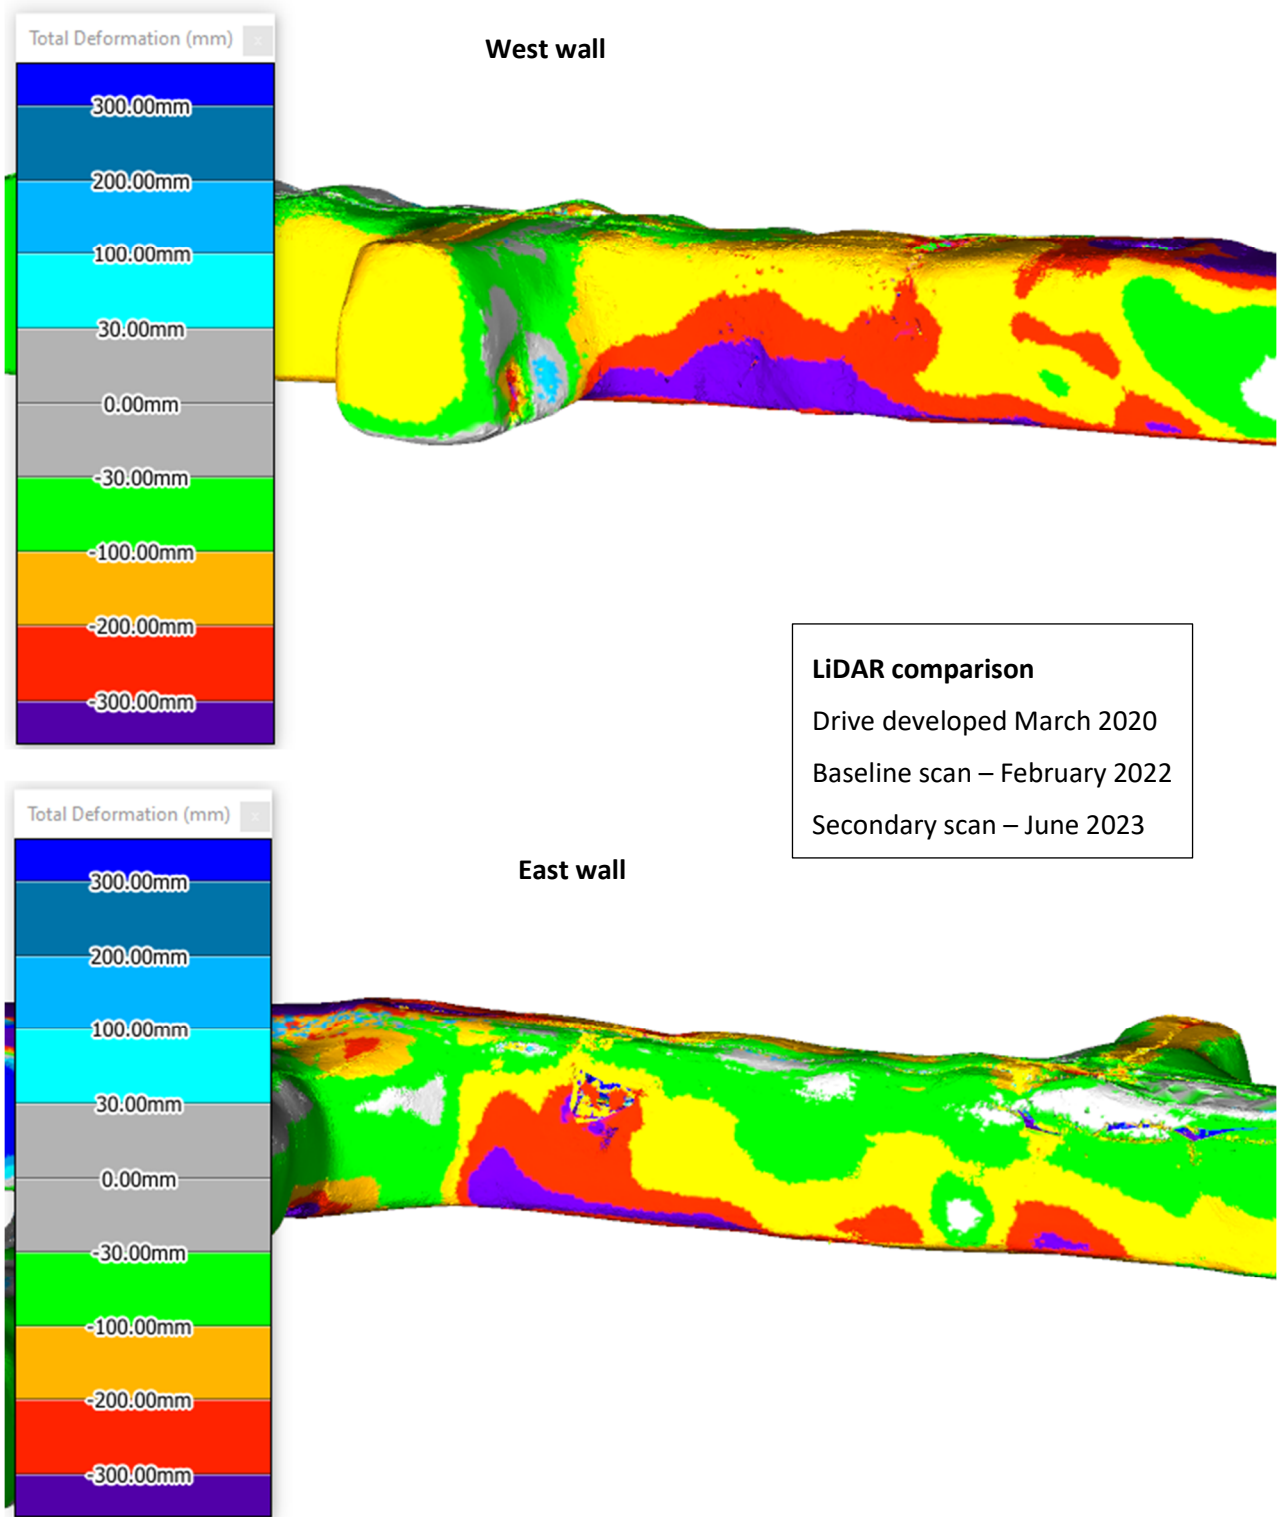 Total Deformation (mm) x
West wall
300.00mm
200.00mm
100.00mm
30.00mm
0.00mm
-30.00mm
-100.00mm
-200.00mm
-300.00mm
LiDAR comparison
Drive developed March 2020
Baseline scan – February 2022
Secondary scan – June 2023
Total Deformation (mm) x
East wall
300.00mm
200.00mm
100.00mm
30.00mm
0.00mm
-30.00mm
-100.00mm
-200.00mm
-300.00mm